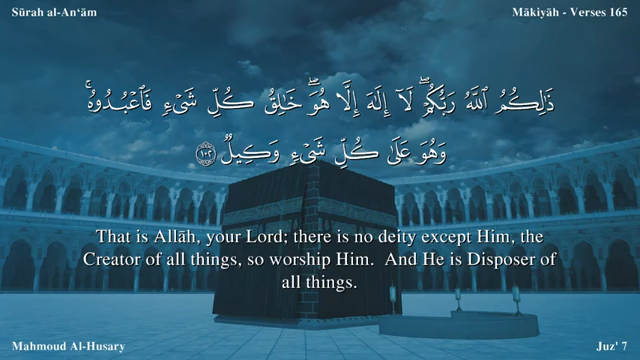 Sūrah al-An‘ām
Mākiyāh - Verses 165
ذَٰلِكُمُ ٱللَّهُ رَبُّكُمْ ۖ لَآ إِلَٰهَ إِلَّا هُوَ ۖ خَٰلِقُ كُلِّ شَىْءٍ فَٱعْبُدُوهُ ۚ
وَهُوَ عَلَىٰ كُلِّ شَىْءٍ وَكِيلٌ ١٠٢
That is Allāh, your Lord; there is no deity except Him, the
Creator of all things, so worship Him.  And He is Disposer of
all things.
Mahmoud Al-Husary
Juz' 7